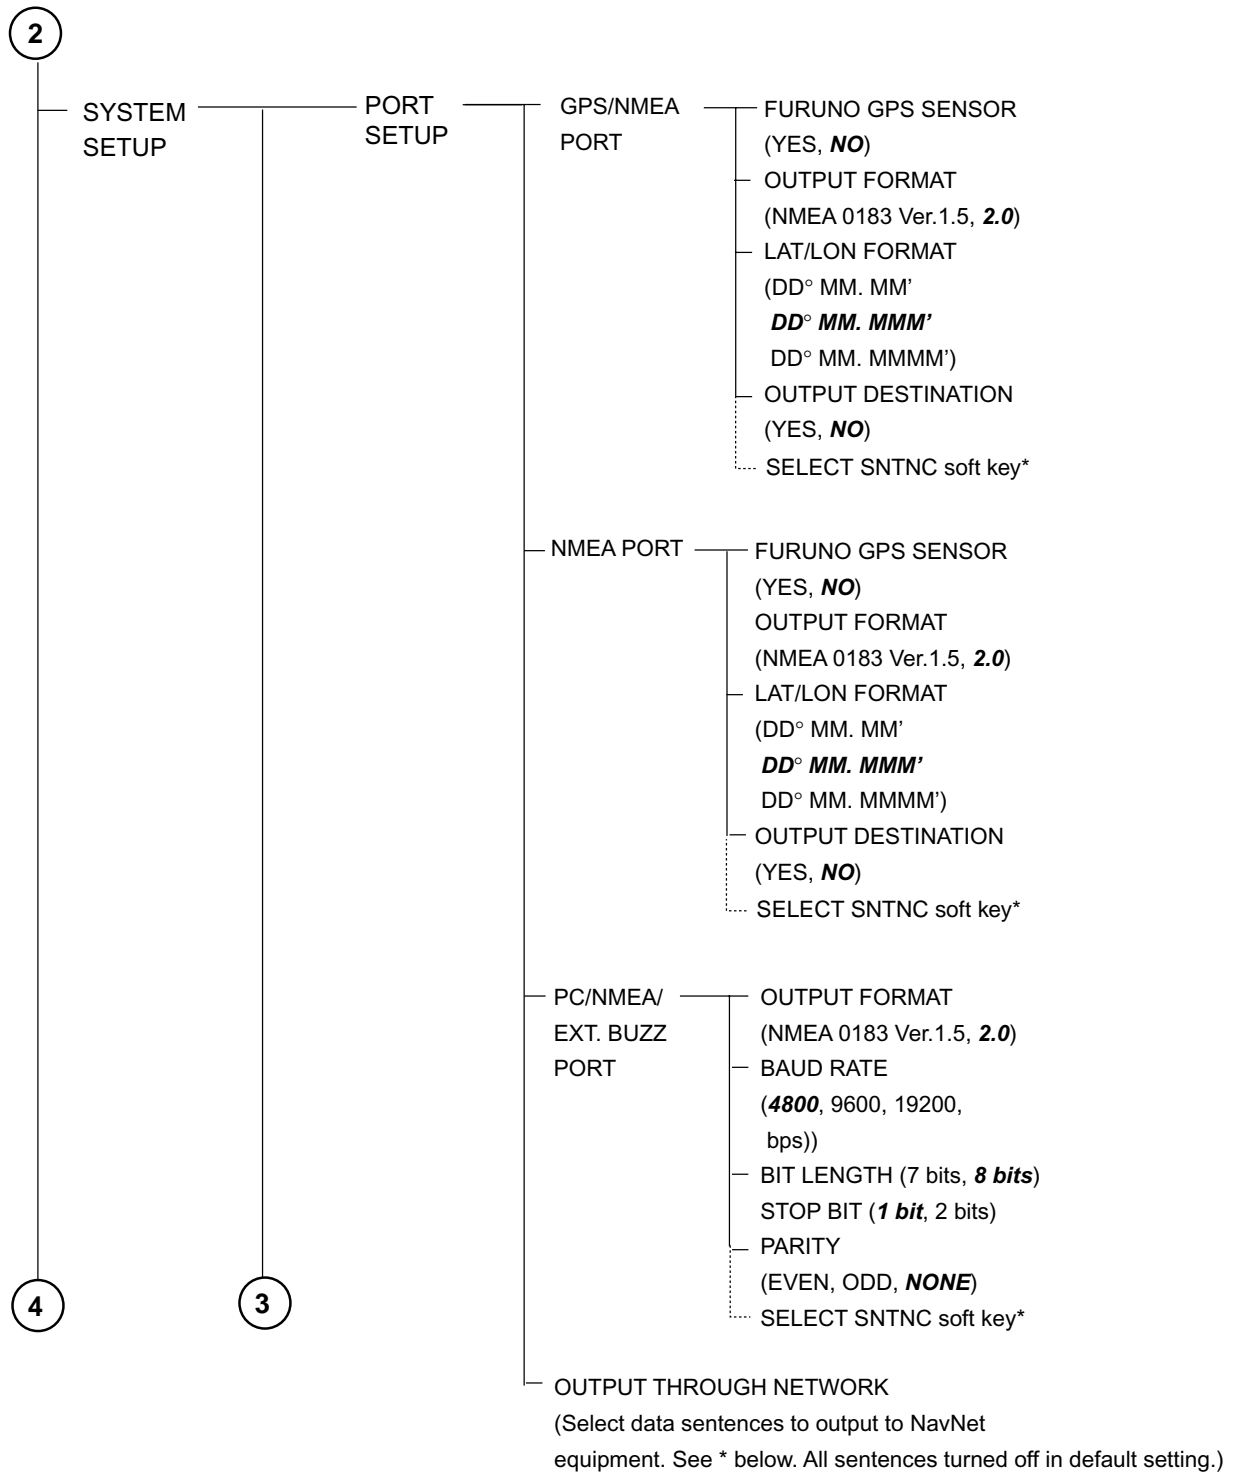 2
SYSTEM
SETUP
PORT
SETUP
GPS/NMEA
PORT
FURUNO GPS SENSOR
(YES, NO)
OUTPUT FORMAT
(NMEA 0183 Ver.1.5, 2.0)
LAT/LON FORMAT
(DD° MM. MM’
DD° MM. MMM’
DD° MM. MMMM’)
OUTPUT DESTINATION
(YES, NO)
SELECT SNTNC soft key*
NMEA PORT
FURUNO GPS SENSOR
(YES, NO)
OUTPUT FORMAT
(NMEA 0183 Ver.1.5, 2.0)
LAT/LON FORMAT
(DD° MM. MM’
DD° MM. MMM’
DD° MM. MMMM’)
OUTPUT DESTINATION
(YES, NO)
SELECT SNTNC soft key*
PC/NMEA/
EXT. BUZZ
PORT
OUTPUT FORMAT
(NMEA 0183 Ver.1.5, 2.0)
BAUD RATE
(4800, 9600, 19200,
bps))
BIT LENGTH (7 bits, 8 bits)
STOP BIT (1 bit, 2 bits)
PARITY
(EVEN, ODD, NONE)
SELECT SNTNC soft key*
4
3
OUTPUT THROUGH NETWORK
(Select data sentences to output to NavNet
equipment. See * below. All sentences turned off in default setting.)